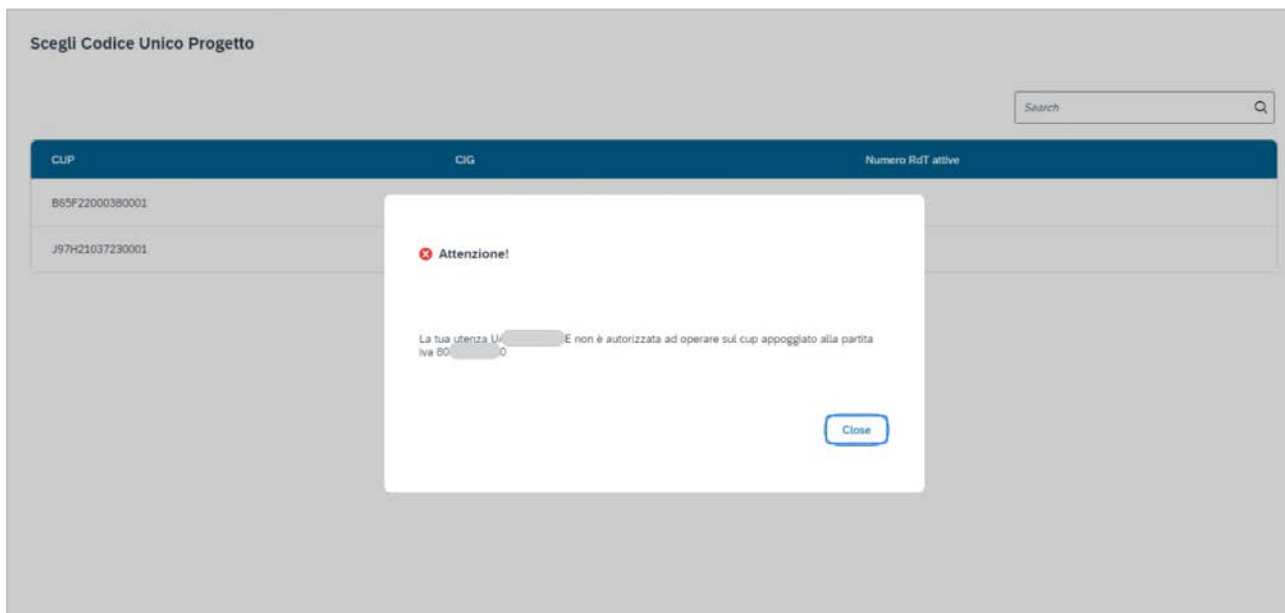 Scegli Codice Unico Progetto
Search
CUP CIG Numero RdT attive
B65F22000380001
J97H21037230001
Attenzione!
La tua utenza U E non è autorizzata ad operare sul cup appoggiato alla partita
iva 80 0
Close